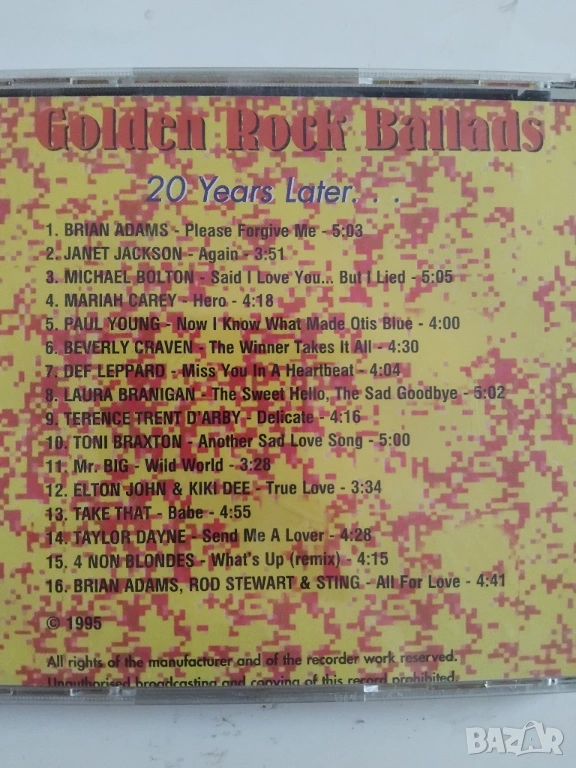 Golden Rock Ballads
20 Years Later. . .
1. BRIAN ADAMS - Please Forgive Me - 5:03
2. JANET JACKSON - Again - 3:51
3. MICHAEL BOLTON - Said I Love You... But I Lied - 5:05
4. MARIAH CAREY - Hero - 4:18
5. PAUL YOUNG - Now I Know What Made Otis Blue - 4:00
6. BEVERLY CRAVEN - The Winner Takes It All - 4:30
7. DEF LEPPARD - Miss You In A Heartbeat - 4:04
8. LAURA BRANIGAN - The Sweet Hello, The Sad Goodbye - 5:02
9. TERENCE TRENT D'ARBY - Delicate - 4:16
10. TONI BRAXTON - Another Sad Love Song - 5:00
11. Mr. BIG - Wild World - 3:28
12. ELTON JOHN & KIKI DEE - True Love - 3:34
13. TAKE THAT - Babe - 4:55
14. TAYLOR DAYNE - Send Me A Lover - 4:28
15. 4 NON BLONDES - What's Up (remix) - 4:15
16. BRIAN ADAMS, ROD STEWART & STING - All For Love - 4:41
© 1995
All rights of the manufacturer and of the recorder work reserved.
Unauthorised broadcasting and copying of this record prohibited.
BAZAR